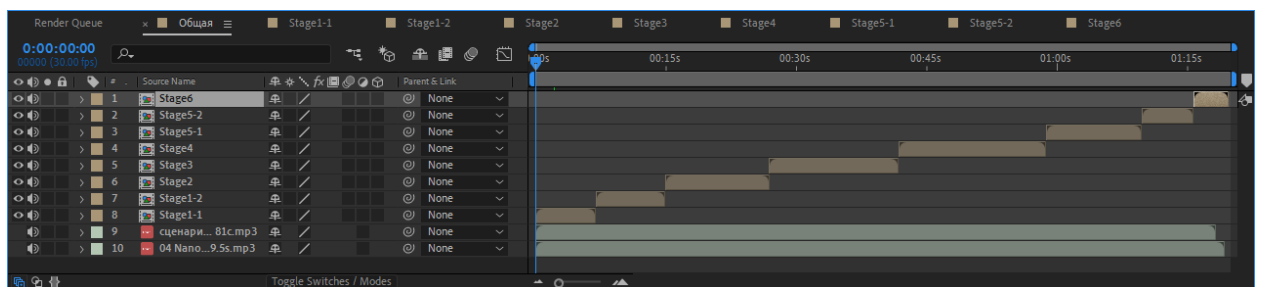 Render Queue × Общая ≡ Stage1-1 Stage1-2 Stage2 Stage3 Stage4 Stage5-1 Stage5-2 Stage6
0:00:00:00
00000 (30.00 fps)
00s 00:15s 00:30s 00:45s 01:00s 01:15s
# Source Name fx Parent & Link
1 Stage6 None
2 Stage5-2 None
3 Stage5-1 None
4 Stage4 None
5 Stage3 None
6 Stage2 None
7 Stage1-2 None
8 Stage1-1 None
9 сценари... 81c.mp3 None
10 04 Nano...9.5s.mp3 None
Toggle Switches / Modes